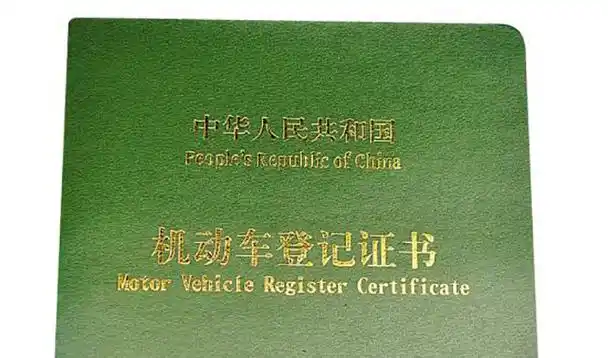 中华人民共和国
People's Republic of China
机动车登记证书
Motor Vehicle Register Certificate